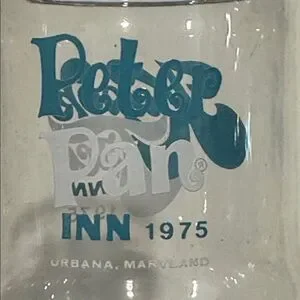 Peter
Pan®
INN 1975
URBANA, MARYLAND